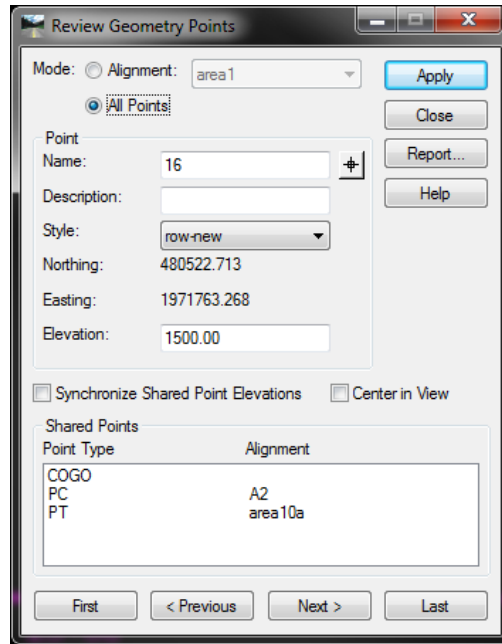 Review Geometry Points
Mode: Alignment: area1
All Points
Apply
Close
Report...
Help
Point
Name: 16
Description:
Style: row-new
Northing: 480522.713
Easting: 1971763.268
Elevation: 1500.00
Synchronize Shared Point Elevations Center in View
Shared Points
Point Type Alignment
COGO
PC A2
PT area10a
First < Previous Next > Last